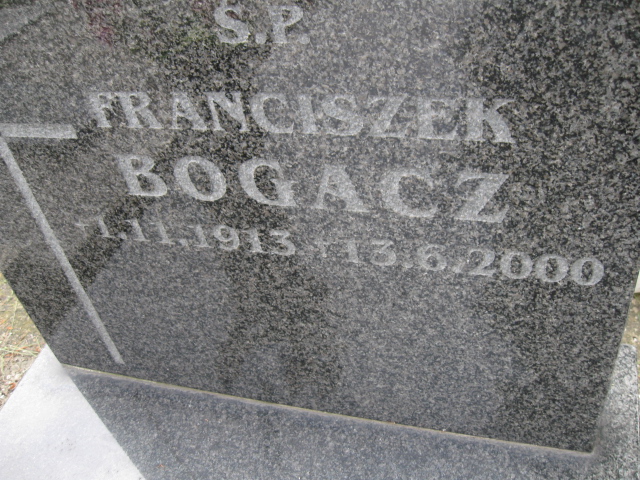 S.P.
FRANCISZEK
BOGACZ
*1.11.1913 †13.6.2000